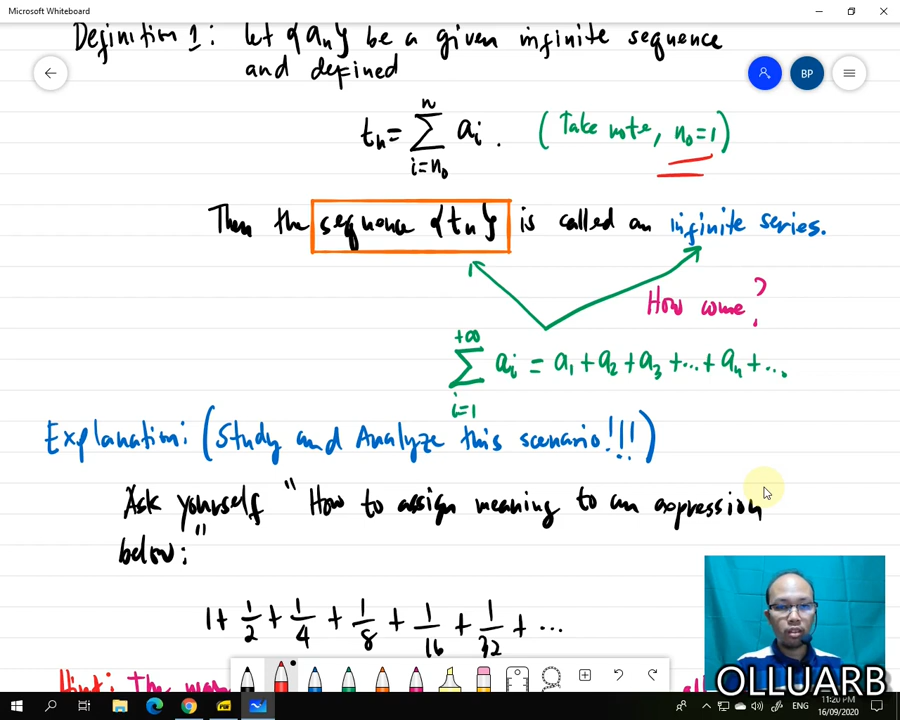 Microsoft Whiteboard
Definition 1: let {an} be a given infinite sequence
and defined
BP
tn = n∑i=n0 ai. (Take note, n0=1)
Then the sequence {tn} is called an infinite series.
How come?
+∞∑i=1 ai = a1+a2+a3+...+an+...
Explanation: (Study and Analyze this scenario!!!)
Ask yourself "How to assign meaning to an expression
below:"
1 + 1/2 + 1/4 + 1/8 + 1/16 + 1/32 + ...
Hint: The
OLLUARB
ENG
11:20 PM
16/09/2020